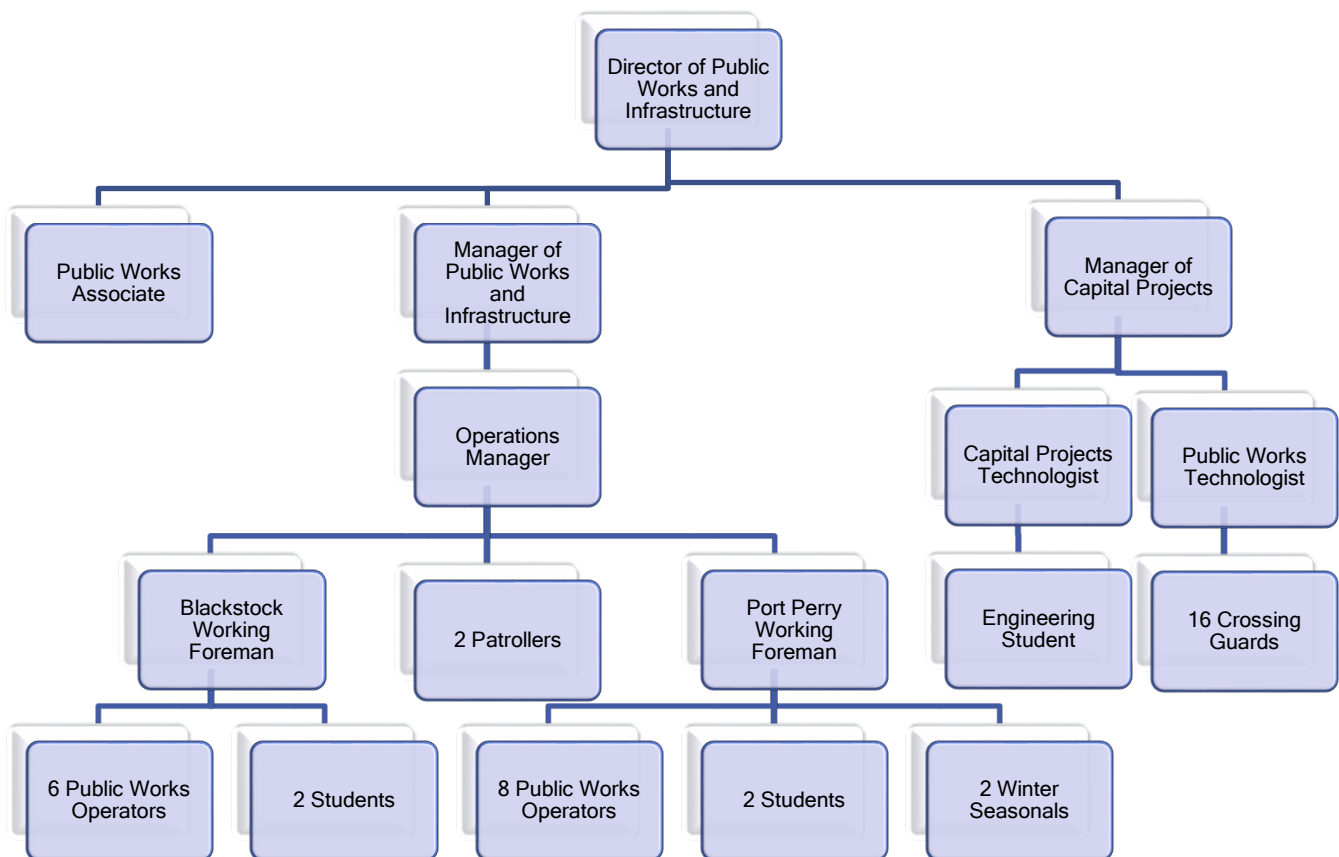 Director of Public
Works and
Infrastructure
Public Works
Associate
Manager of
Public Works
and
Infrastructure
Manager of
Capital Projects
Operations
Manager
Capital Projects
Technologist
Public Works
Technologist
Blackstock
Working
Foreman
2 Patrollers
Port Perry
Working
Foreman
Engineering
Student
16 Crossing
Guards
6 Public Works
Operators
2 Students
8 Public Works
Operators
2 Students
2 Winter
Seasonals